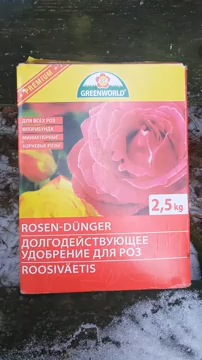 PREMIUM
GREENWORLD®
ДЛЯ ВСЕХ РОЗ
ФЛОРИБУНДА
МИНИАТЮРНЫЕ
КОРНЕВЫЕ РОЗЫ
2,5 kg
ROSEN-DÜNGER
ДОЛГОДЕЙСТВУЮЩЕЕ
УДОБРЕНИЕ ДЛЯ РОЗ
ROOSIVÄETIS